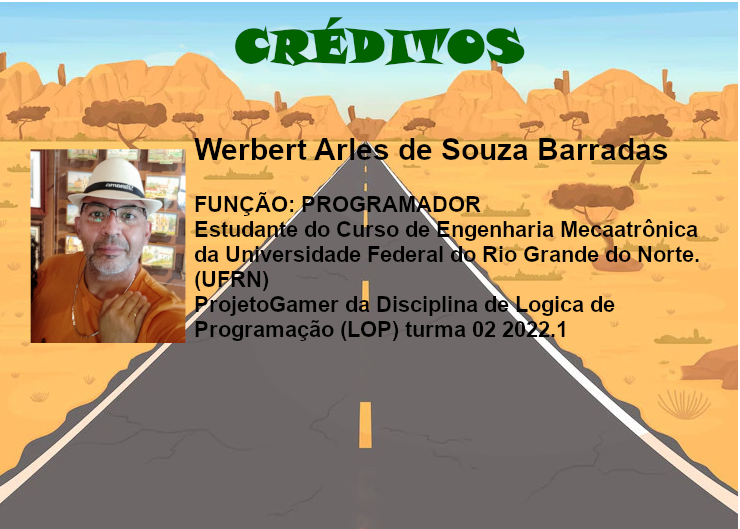 CRÉDITOS
Werbert Arles de Souza Barradas
FUNÇÃO: PROGRAMADOR
Estudante do Curso de Engenharia Mecaatrônica
da Universidade Federal do Rio Grande do Norte.
(UFRN)
ProjetoGamer da Disciplina de Logica de
Programação (LOP) turma 02 2022.1